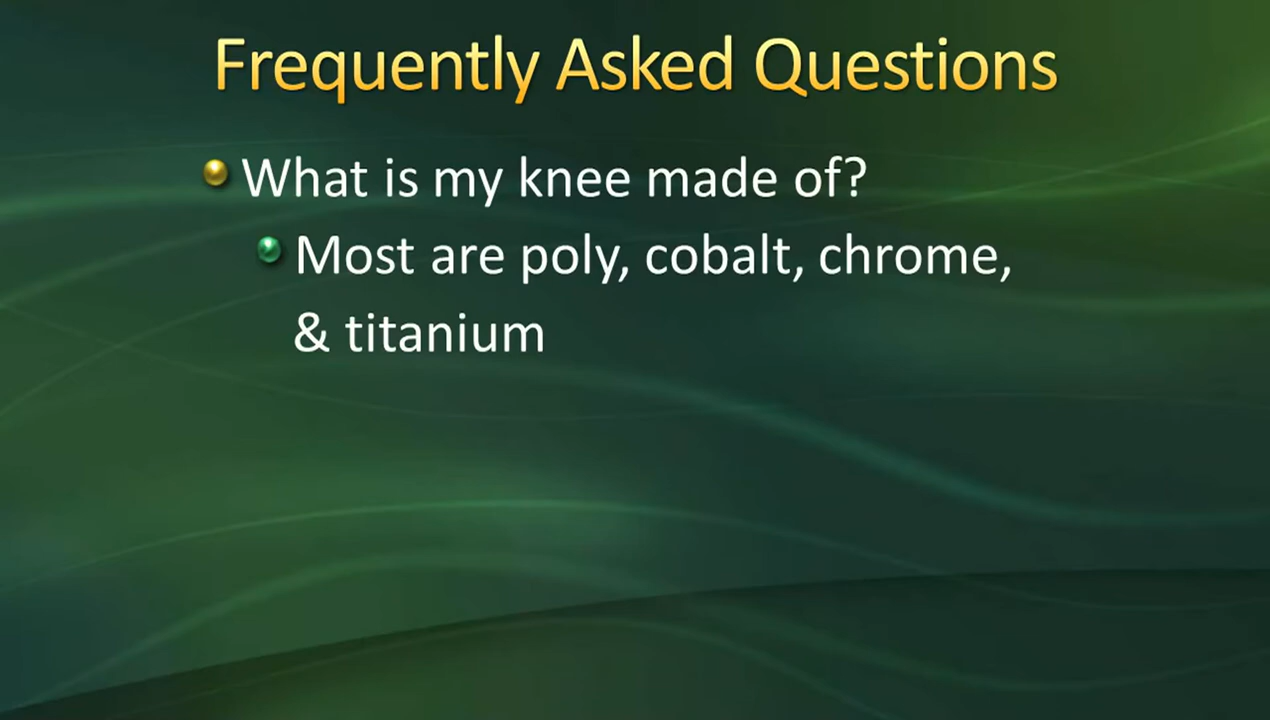 Frequently Asked Questions
What is my knee made of?
Most are poly, cobalt, chrome,
& titanium